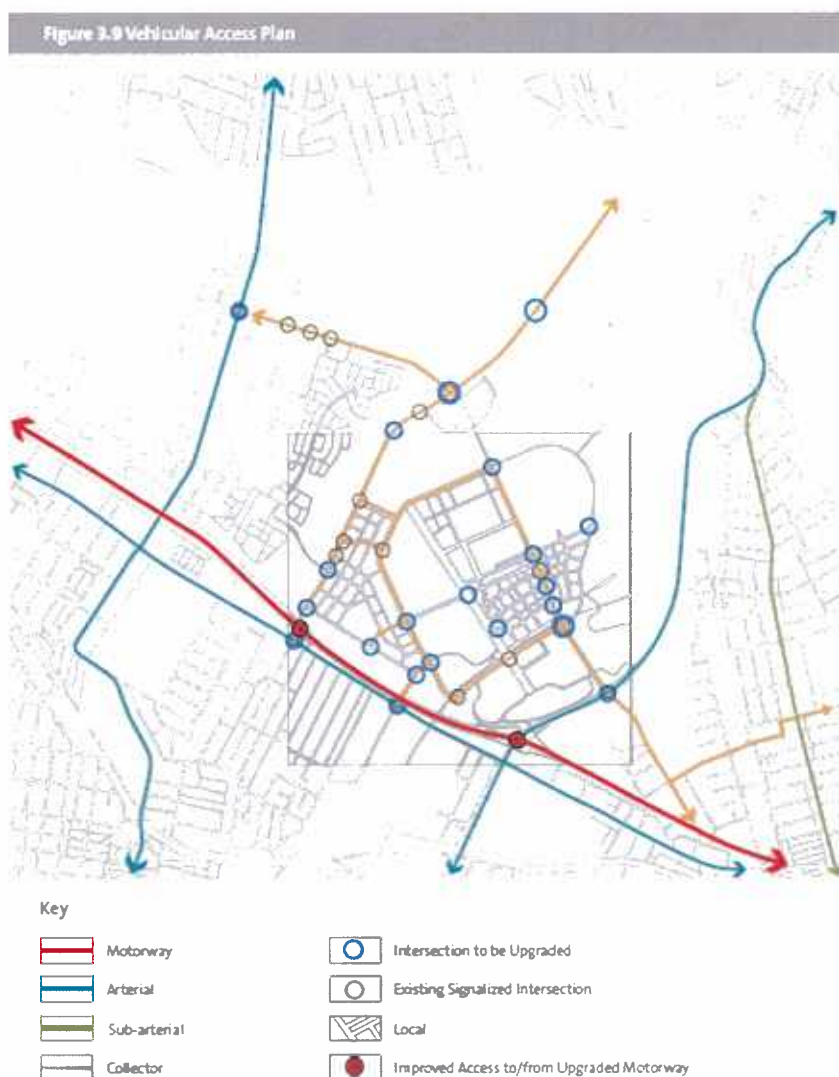 Figure 3.9 Vehicular Access Plan
Key
Motorway
Arterial
Sub-arterial
Collector
Intersection to be Upgraded
Existing Signalized Intersection
Local
Improved Access to/from Upgraded Motorway